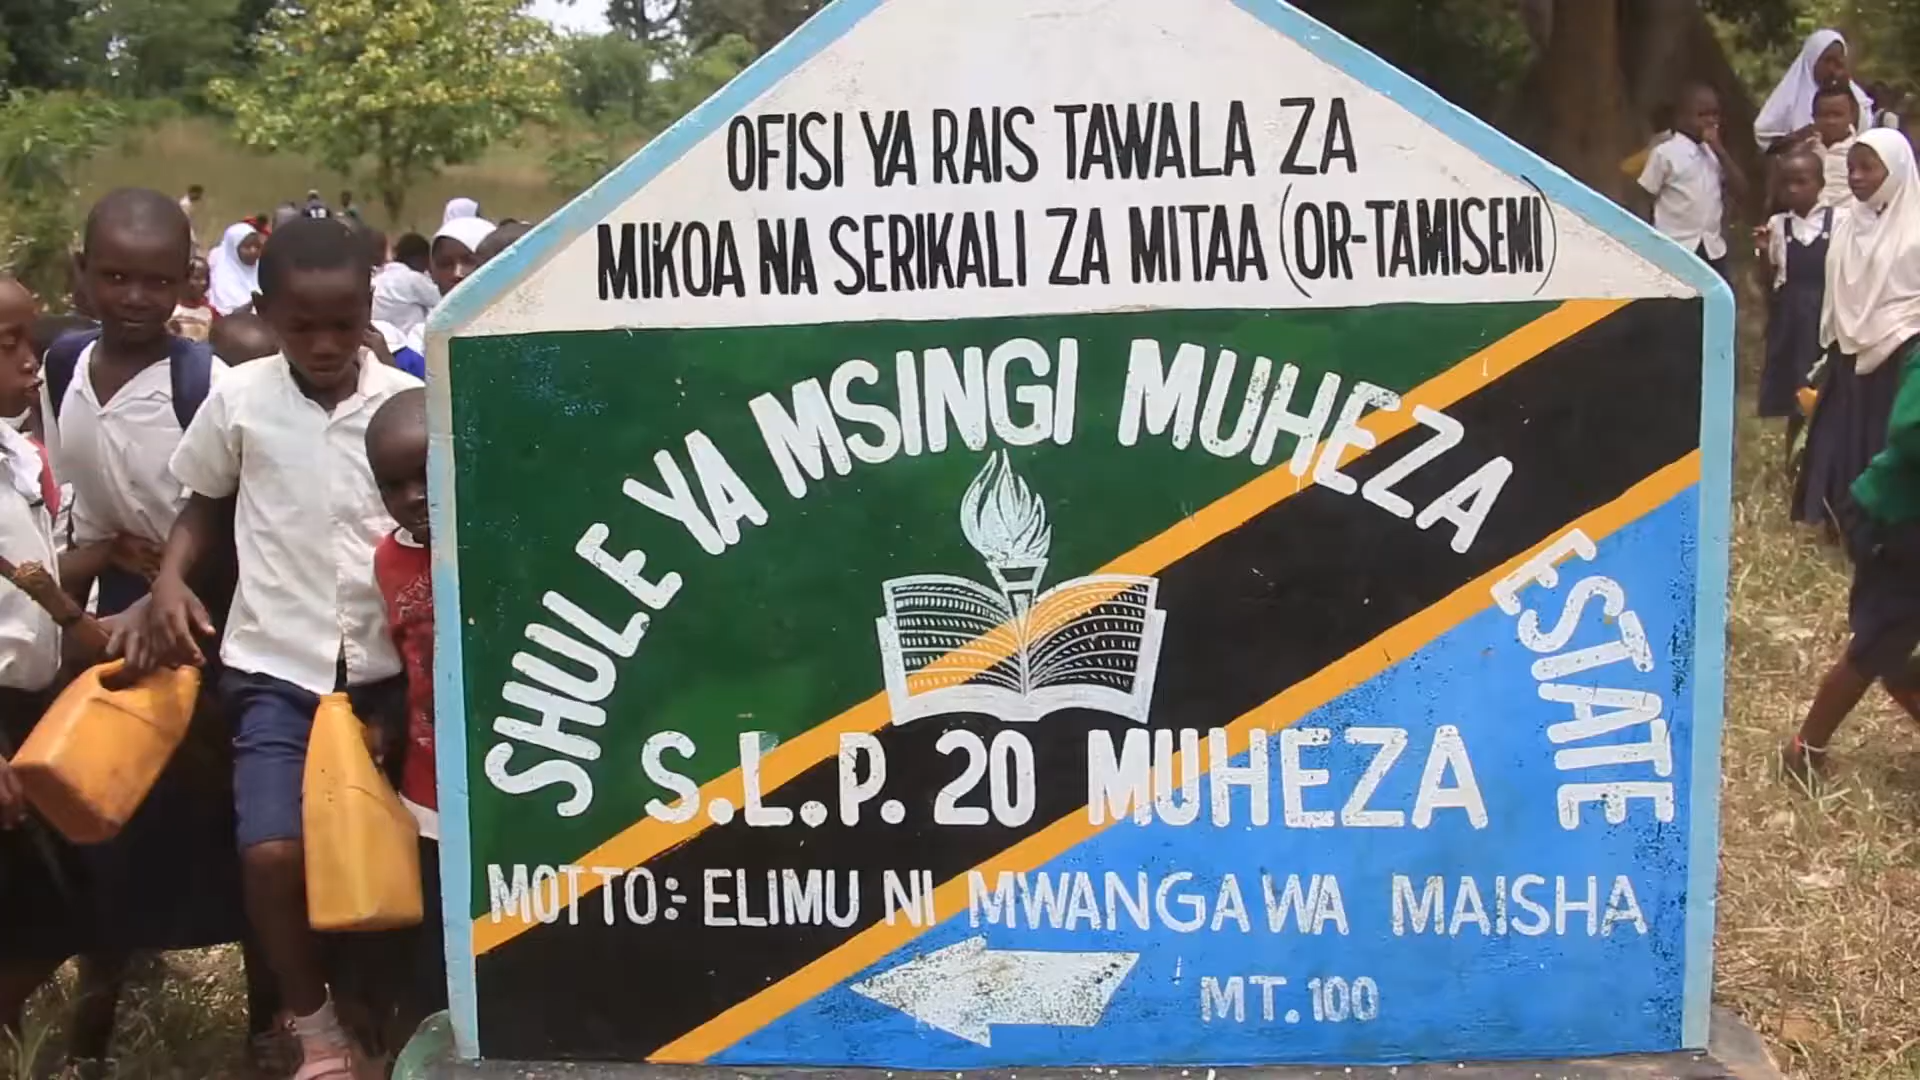 OFISI YA RAIS TAWALA ZA
MIKOA NA SERIKALI ZA MITAA (OR-TAMISEMI)
SHULE YA MSINGI MUHEZA ESTATE
S.L.P. 20 MUHEZA
MOTTO:- ELIMU NI MWANGA WA MAISHA
MT. 100